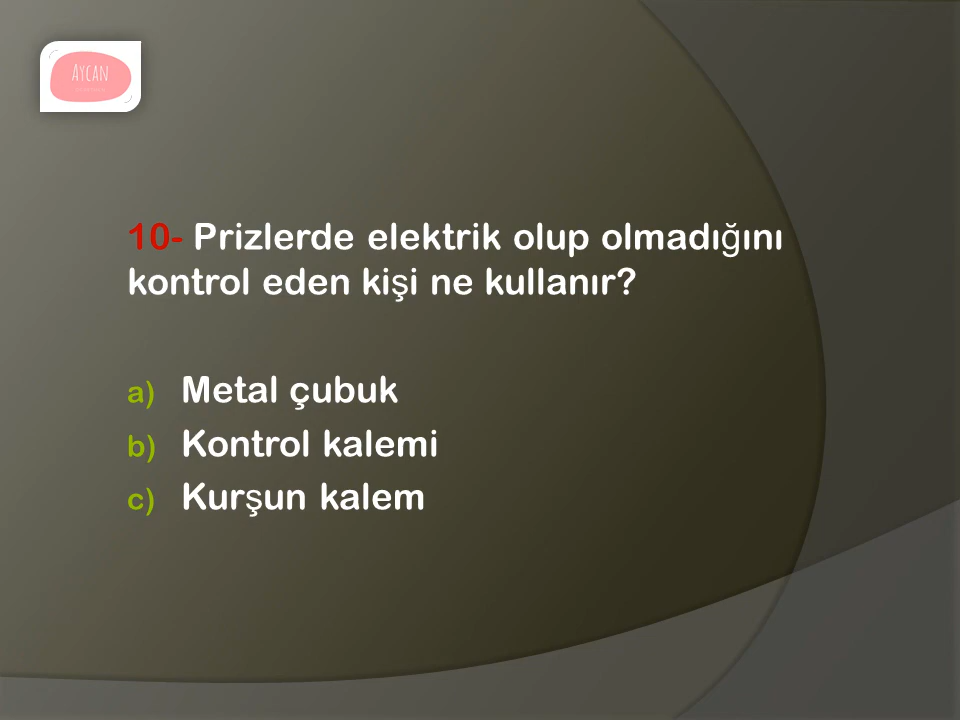 AYCAN
10- Prizlerde elektrik olup olmadığını
kontrol eden kişi ne kullanır?
a) Metal çubuk
b) Kontrol kalemi
c) Kurşun kalem